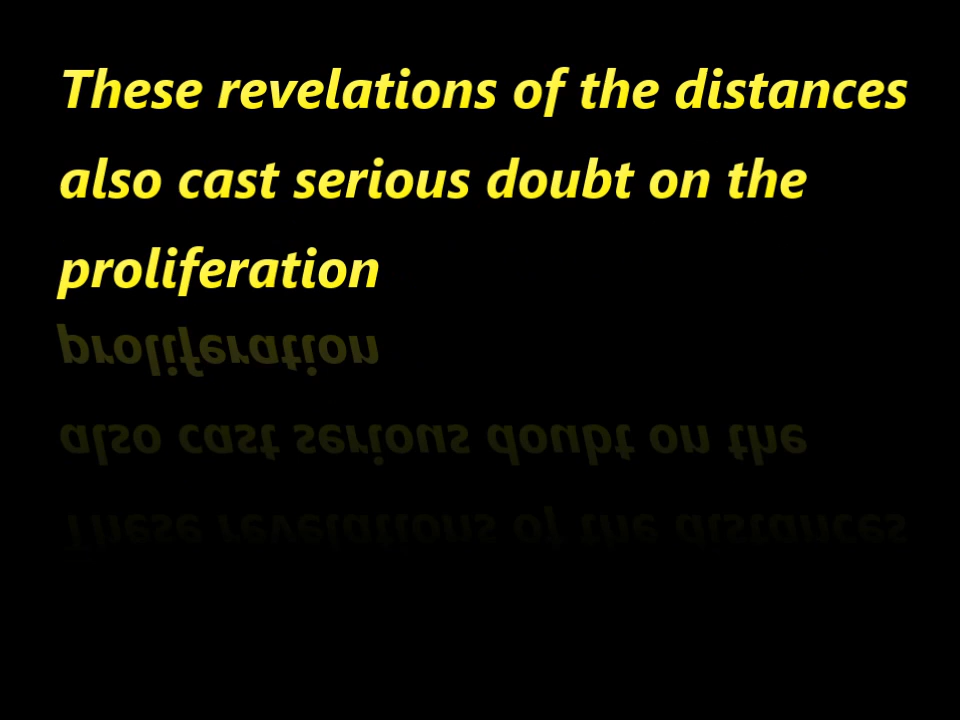 These revelations of the distances
also cast serious doubt on the
proliferation